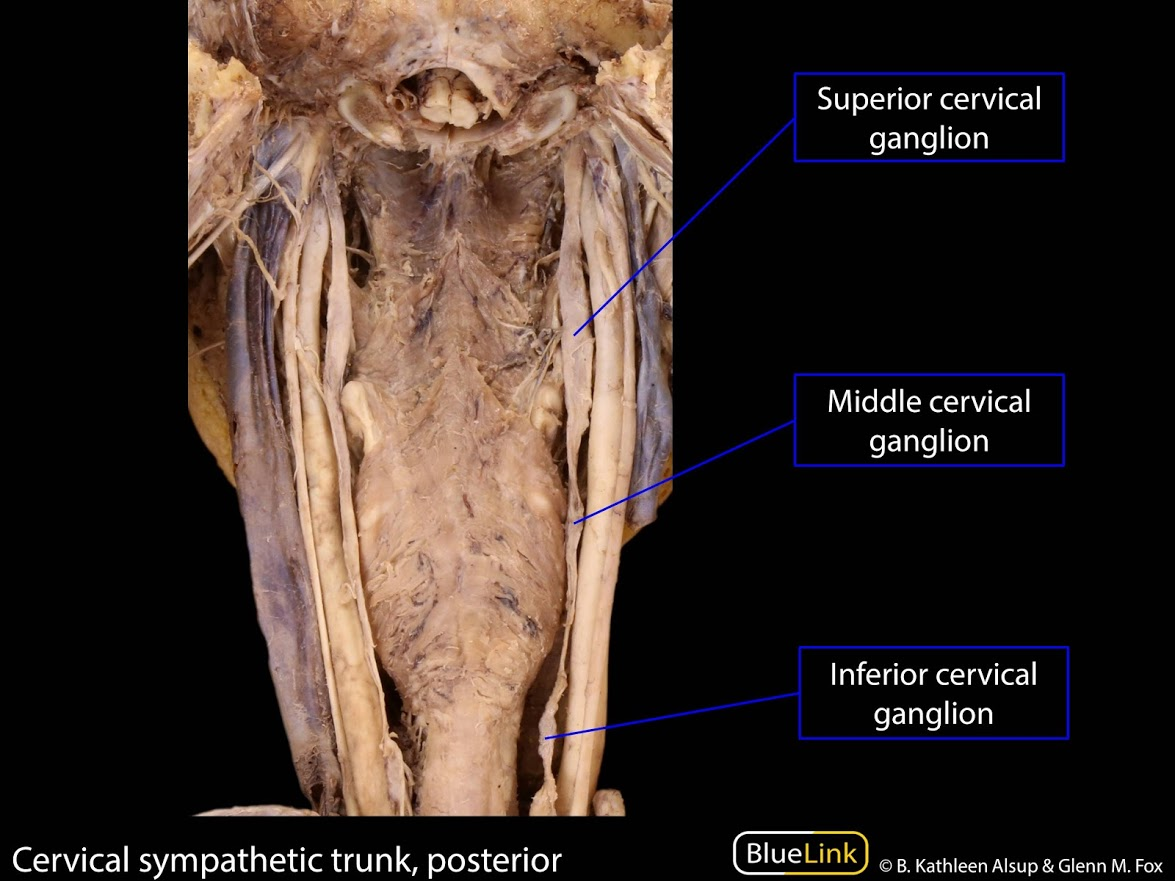 Superior cervical
ganglion
Middle cervical
ganglion
Inferior cervical
ganglion
Cervical sympathetic trunk, posterior
BlueLink
© B. Kathleen Alsup & Glenn M. Fox